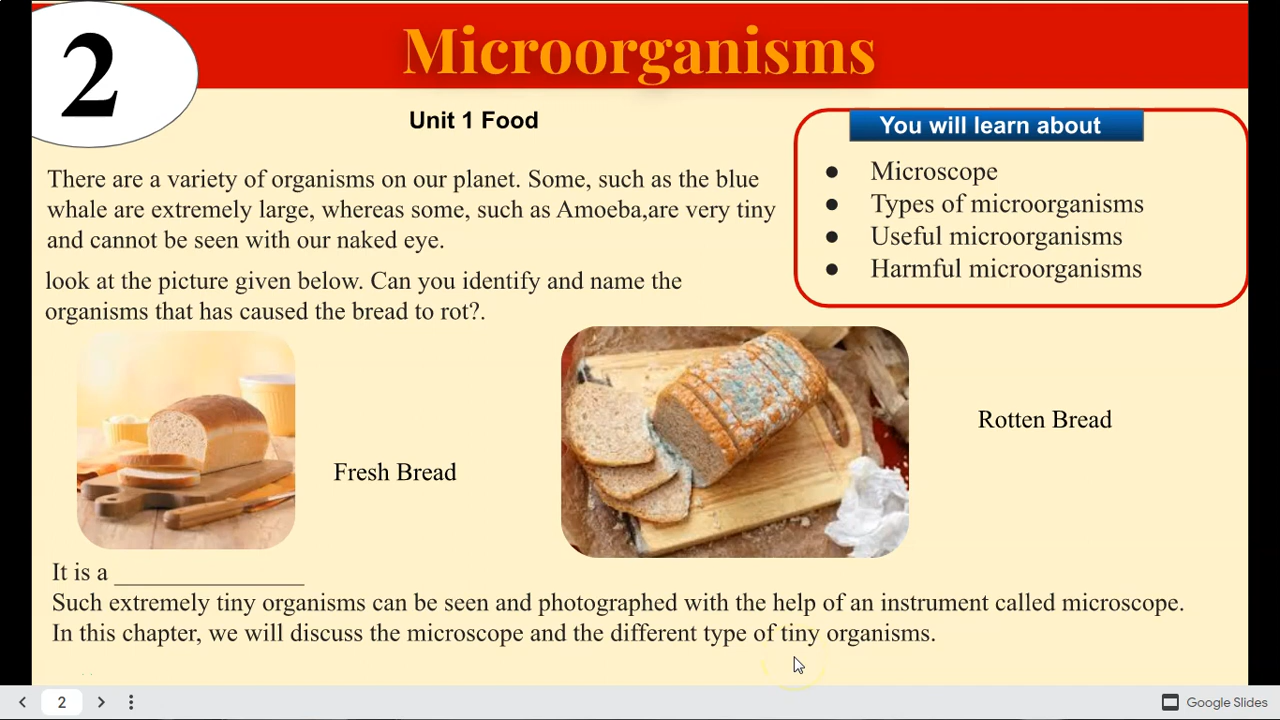 2
Microorganisms
Unit 1 Food
You will learn about
● Microscope
● Types of microorganisms
● Useful microorganisms
● Harmful microorganisms
There are a variety of organisms on our planet. Some, such as the blue
whale are extremely large, whereas some, such as Amoeba,are very tiny
and cannot be seen with our naked eye.
look at the picture given below. Can you identify and name the
organisms that has caused the bread to rot?.
Fresh Bread
Rotten Bread
It is a _______________
Such extremely tiny organisms can be seen and photographed with the help of an instrument called microscope.
In this chapter, we will discuss the microscope and the different type of tiny organisms.
2
Google Slides